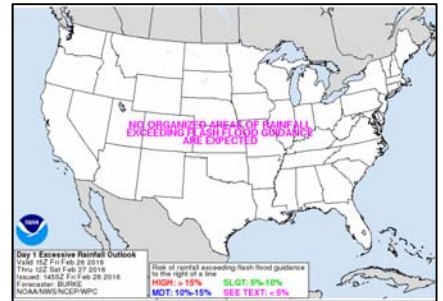 NO ORGANIZED AREAS OF RAINFALL
EXCEEDING FLASH FLOOD GUIDANCE
ARE EXPECTED
noaa
Day 1 Excessive Rainfall Outlook
Valid 15Z Fri Feb 26 2016
Thru 12Z Sat Feb 27 2016
Issued: 1455Z Fri Feb 26 2016
Forecaster: BURKE
NOAA/NWS/NCEP/WPC
Risk of rainfall exceeding flash flood guidance
to the right of a line
HIGH: > 15% SLGT: 5%-10%
MDT: 10%-15% SEE TEXT: < 5%